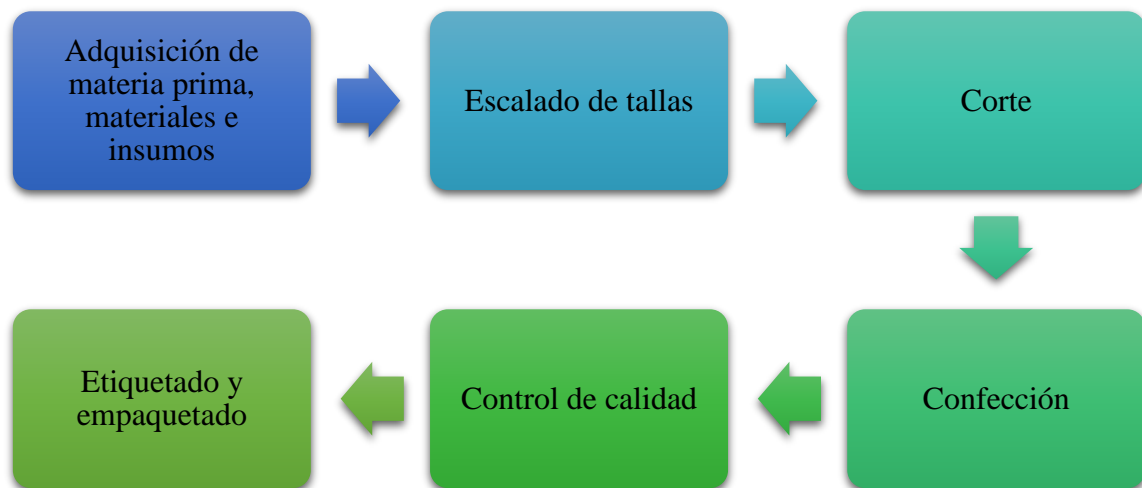 Adquisición de
materia prima,
materiales e
insumos
Escalado de tallas
Corte
Confección
Control de calidad
Etiquetado y
empaquetado